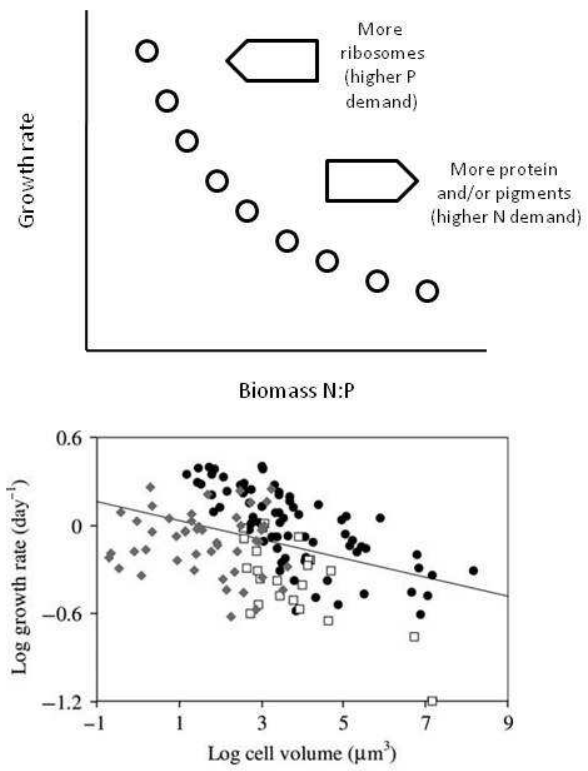 More
ribosomes
(higher P
demand)
More protein
and/or pigments
(higher N demand)
Growth rate
Biomass N:P
0.6
0
−0.6
−1.2
Log growth rate (day⁻¹)
−1 1 3 5 7 9
Log cell volume (μm³)